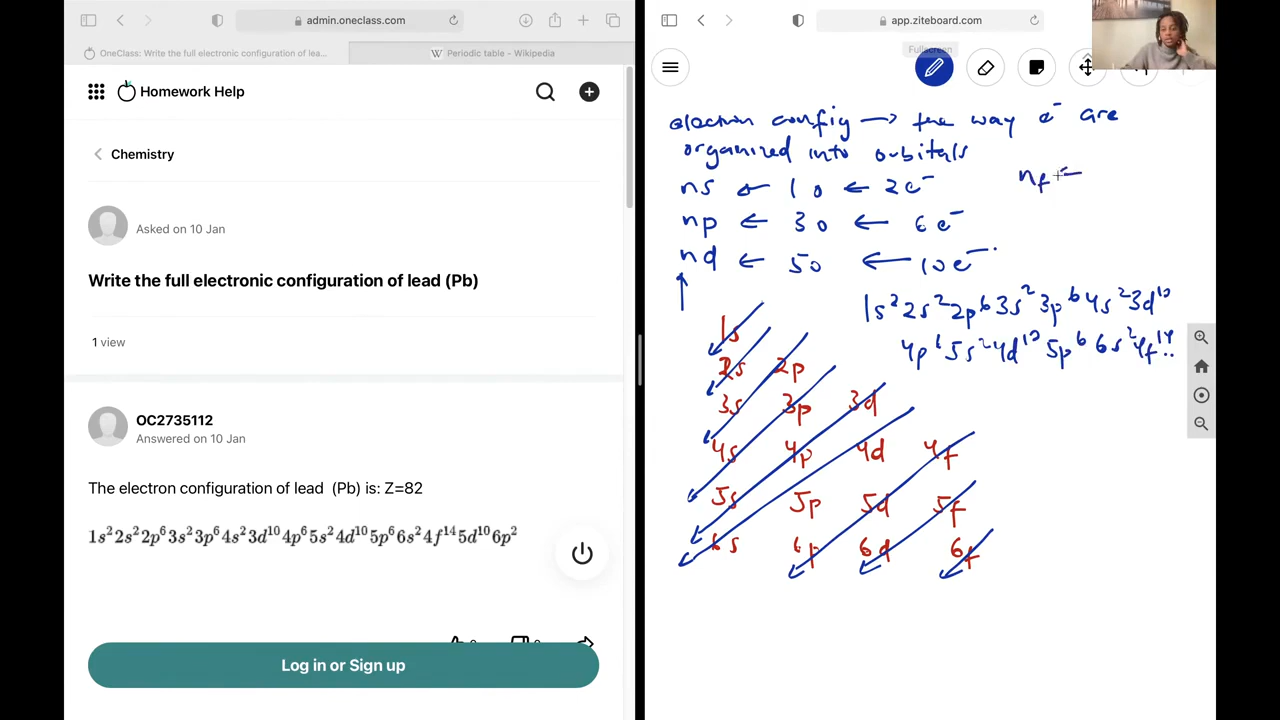 admin.oneclass.com
OneClass: Write the full electronic configuration of lea...
Periodic table - Wikipedia
Homework Help
Chemistry
Asked on 10 Jan
Write the full electronic configuration of lead (Pb)
1 view
OC2735112
Answered on 10 Jan
The electron configuration of lead (Pb) is: Z=82
1s²2s²2p⁶3s²3p⁶4s²3d¹⁰4p⁶5s²4d¹⁰5p⁶6s²4f¹⁴5d¹⁰6p²
Log in or Sign up
app.ziteboard.com
Fullscreen
electron config → the way e⁻ are
organized into orbitals
ns ← 1 o ← 2e⁻
nf ←
np ← 3 o ← 6e⁻
nd ← 5o ← 10e⁻
1s²2s²2p⁶3s²3p⁶4s²3d¹⁰
4p⁶5s²4d¹⁰5p⁶6s²4f¹⁴..
1s
2s 2p
3s 3p 3d
4s 4p 4d 4f
5s 5p 5d 5f
6s 6p 6d 6f